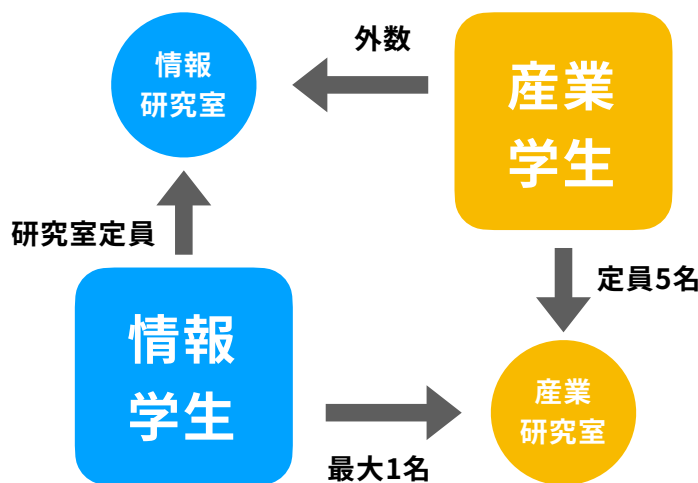 外数
情報
研究室
産業
学生
研究室定員
定員5名
情報
学生
産業
研究室
最大1名